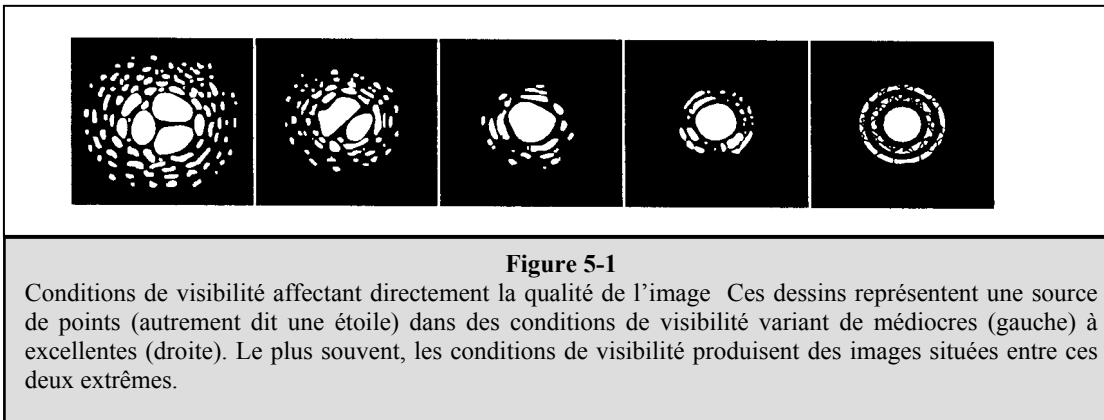 Figure 5-1
Conditions de visibilité affectant directement la qualité de l’image  Ces dessins représentent une source
de points (autrement dit une étoile) dans des conditions de visibilité variant de médiocres (gauche) à
excellentes (droite). Le plus souvent, les conditions de visibilité produisent des images situées entre ces
deux extrêmes.